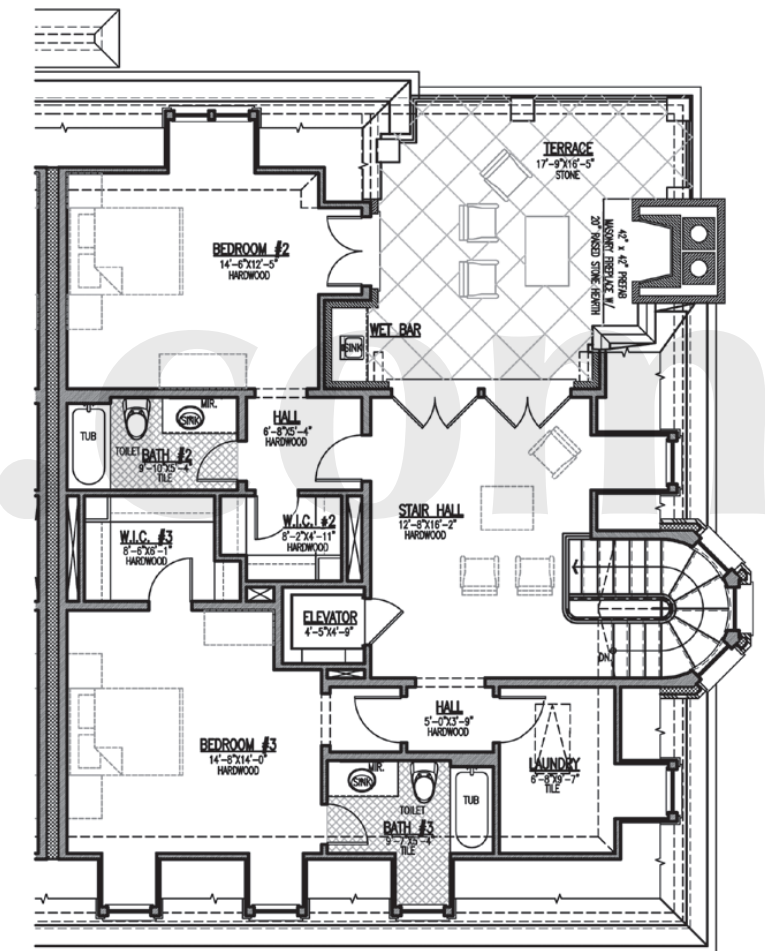 TERRACE
17'-9"X16'-5"
STONE
42" x 42" PREFAB
MASONRY FIREPLACE W/
20" RAISED STONE HEARTH
BEDROOM #2
14'-6"X12'-5"
HARDWOOD
WET BAR
SINK
MIR.
SINK
TUB
TOILET
BATH #2
9'-10"X5'-4"
TILE
HALL
6'-8"X5'-4"
HARDWOOD
W.I.C. #3
8'-6"X6'-1"
HARDWOOD
W.I.C. #2
8'-2"X4'-11"
HARDWOOD
STAIR HALL
12'-8"X16'-2"
HARDWOOD
ELEVATOR
4'-5"X4'-9"
DN.
HALL
5'-0"X3'-9"
HARDWOOD
BEDROOM #3
14'-6"X14'-0"
HARDWOOD
LAUNDRY
6'-8"X9'-7"
TILE
MIR.
SINK
TOILET
TUB
BATH #3
9'-7"X5'-4"
TILE
.com